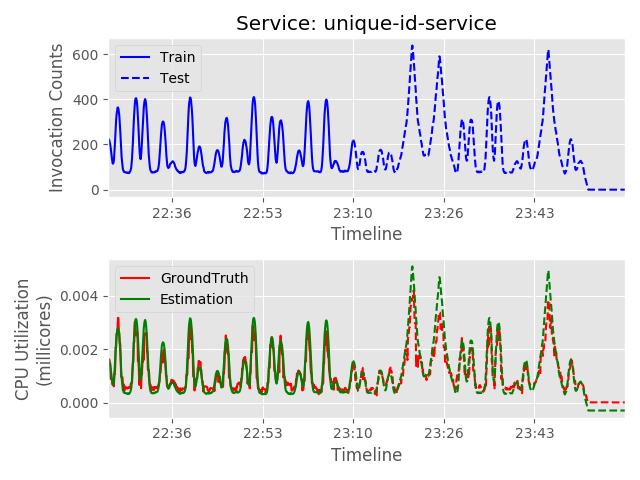 Service: unique-id-service
Invocation Counts
600
400
200
0
Train
Test
22:36
22:53
23:10
23:26
23:43
Timeline
CPU Utilization
(millicores)
0.004
0.002
0.000
GroundTruth
Estimation
22:36
22:53
23:10
23:26
23:43
Timeline